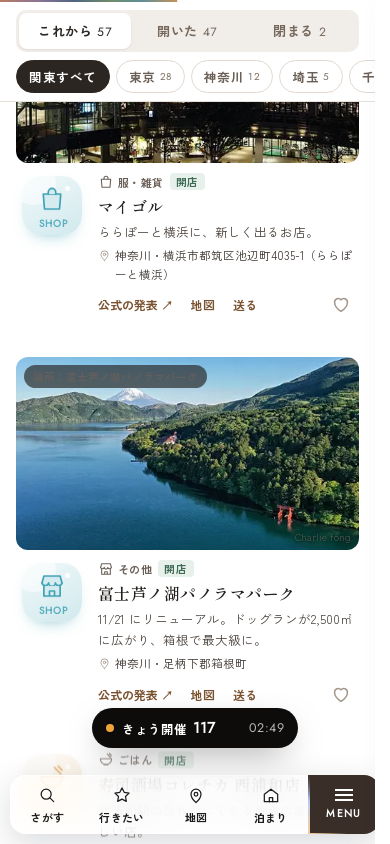 これから 57
開いた 47
閉まる 2
関東すべて
東京 28
神奈川 12
埼玉 5
千
服・雑貨 開店
SHOP
マイゴル
ららぽーと横浜に、新しく出るお店。
神奈川・横浜市都筑区池辺町4035-1（ららぽ
ーと横浜）
公式の発表 ↗ 地図 送る
Charlie fong
その他 開店
SHOP
富士芦ノ湖パノラマパーク
11/21 にリニューアル。ドッグランが2,500㎡
に広がり、箱根で最大級に。
神奈川・足柄下郡箱根町
公式の発表 ↗ 地図 送る
きょう開催 117 02:49
ごはん 開店
さがす
行きたい
地図
泊まり
MENU